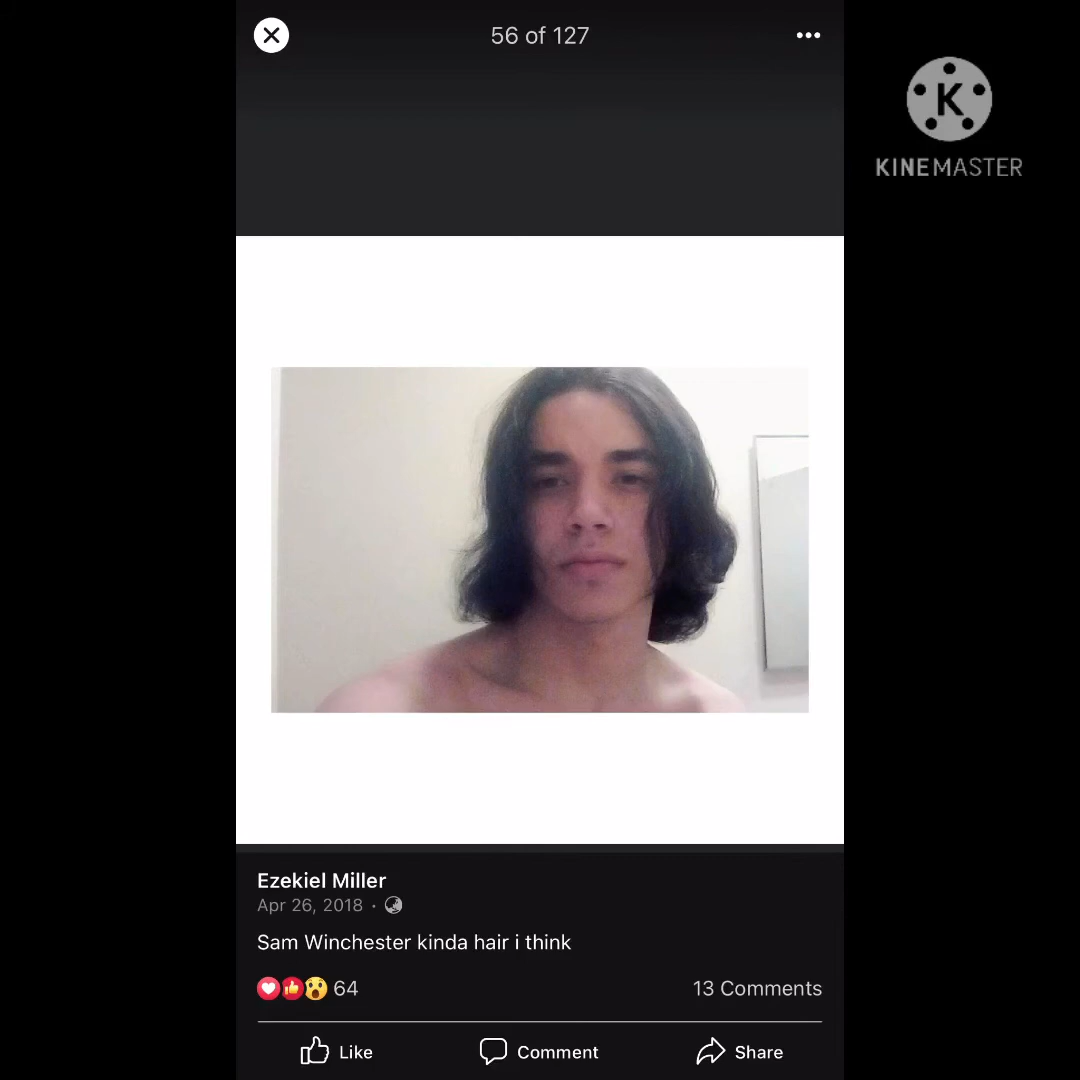 56 of 127
K
KINEMASTER
Ezekiel Miller
Apr 26, 2018 ·
Sam Winchester kinda hair i think
64
13 Comments
Like
Comment
Share